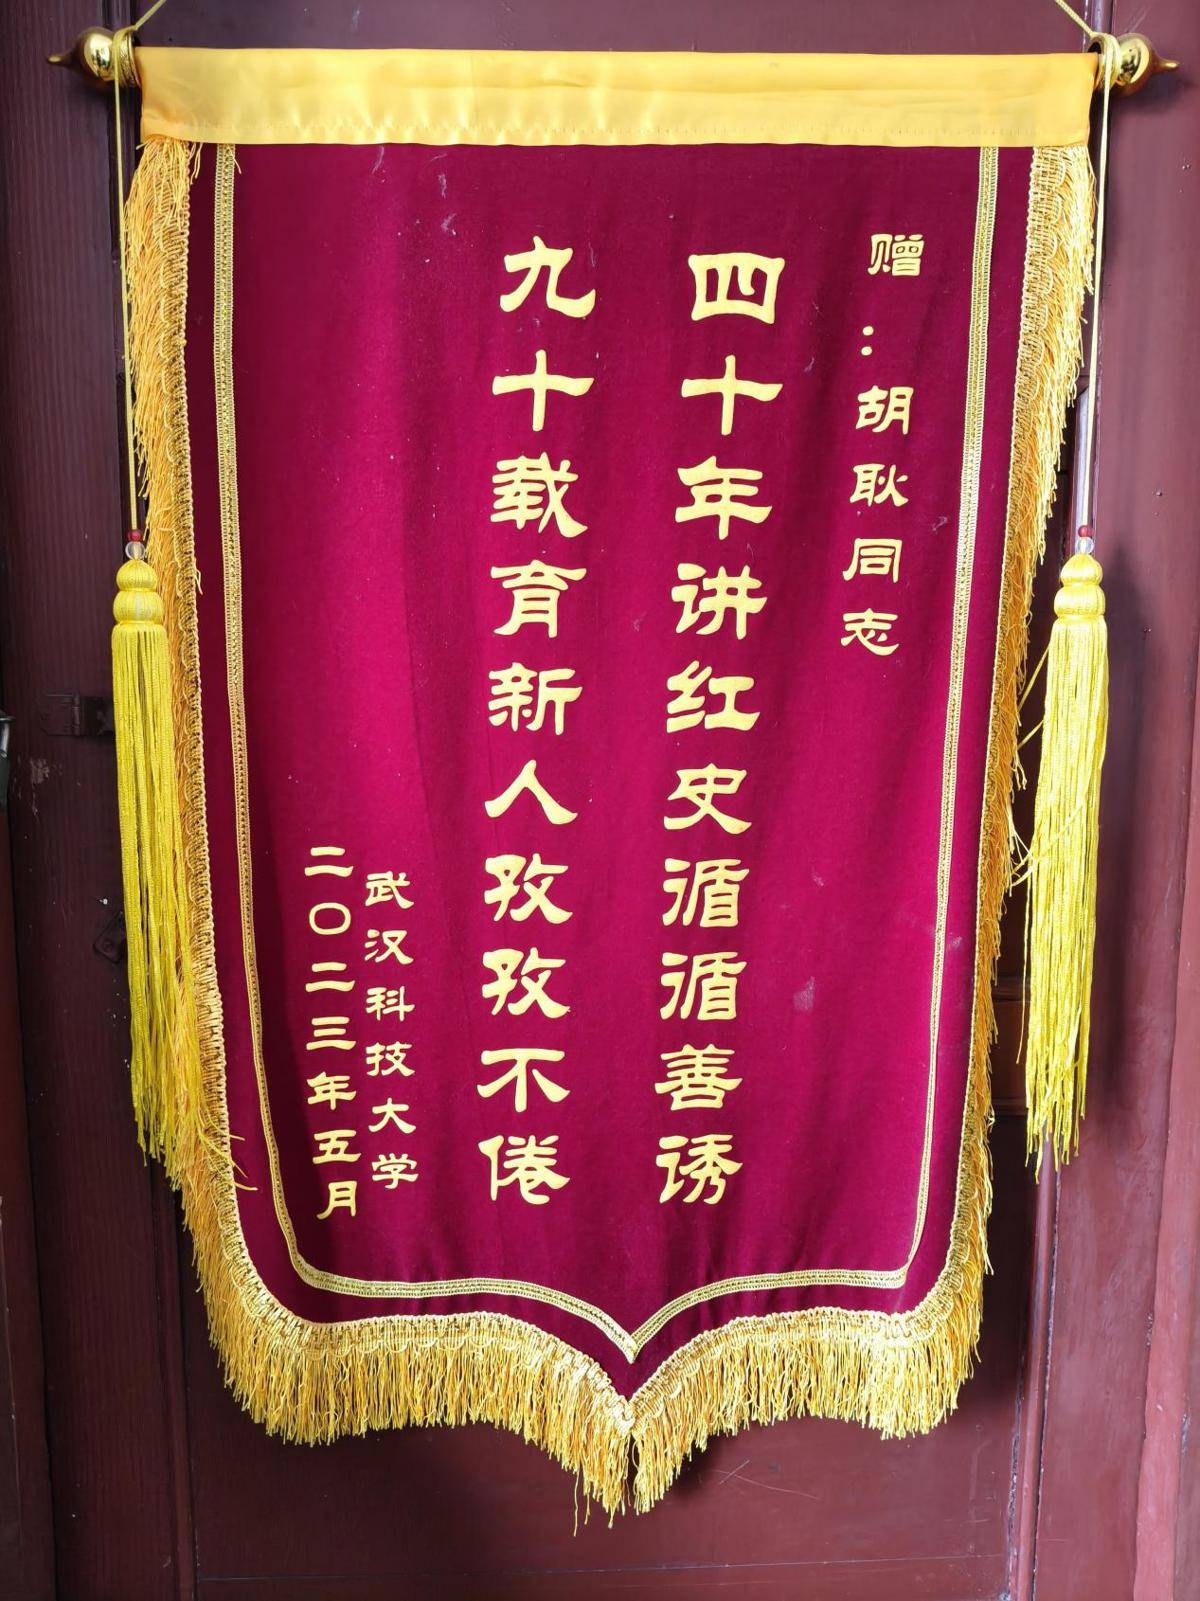 赠：胡耿同志
四十年讲红史循循善诱
九十载育新人孜孜不倦
武汉科技大学
二〇二三年五月